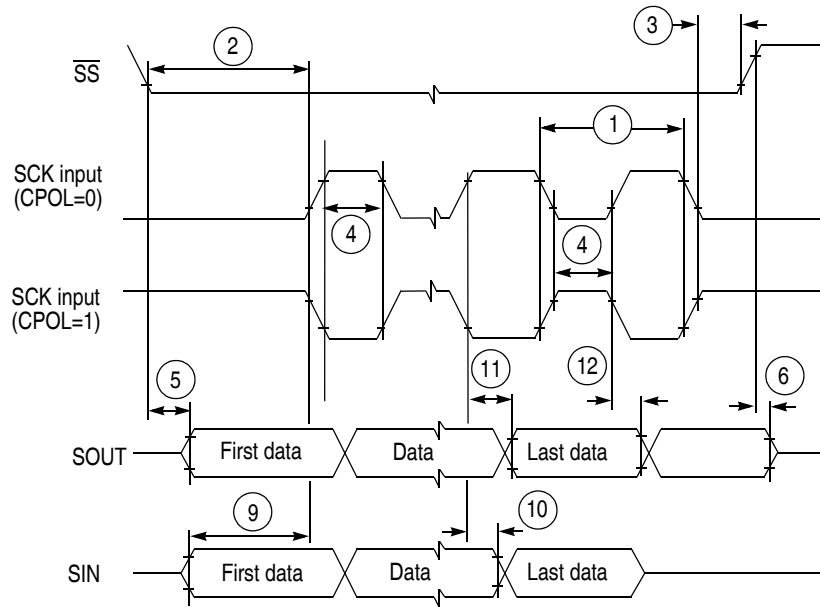 3
2
SS
1
SCK input
(CPOL=0)
4
4
SCK input
(CPOL=1)
5
11
12
6
SOUT
First data
Data
Last data
9
10
SIN
First data
Data
Last data